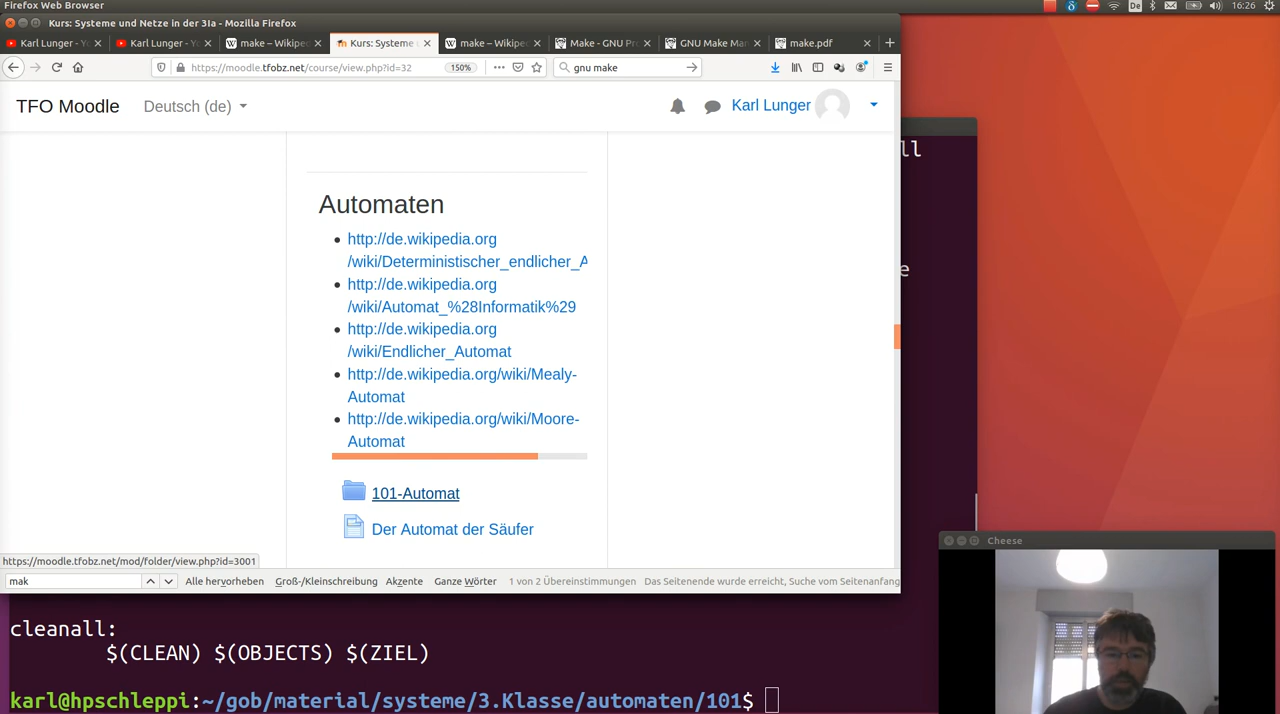 Firefox Web Browser
De
16:26
Kurs: Systeme und Netze in der 3Ia - Mozilla Firefox
Karl Lunger - Y
Karl Lunger - Y
make – Wikipe
Kurs: Systeme
make – Wikipe
Make - GNU Pr
GNU Make Ma
make.pdf
https://moodle.tfobz.net/course/view.php?id=32
150%
gnu make
TFO Moodle
Deutsch (de)
Karl Lunger
ll
Automaten
http://de.wikipedia.org
/wiki/Deterministischer_endlicher_A
e
http://de.wikipedia.org
/wiki/Automat_%28Informatik%29
http://de.wikipedia.org
/wiki/Endlicher_Automat
http://de.wikipedia.org/wiki/Mealy-
Automat
http://de.wikipedia.org/wiki/Moore-
Automat
101-Automat
Der Automat der Säufer
Cheese
https://moodle.tfobz.net/mod/folder/view.php?id=3001
mak
Alle hervorheben
Groß-/Kleinschreibung
Akzente
Ganze Wörter
1 von 2 Übereinstimmungen
Das Seitenende wurde erreicht, Suche vom Seitenanfang
cleanall:
$(CLEAN) $(OBJECTS) $(ZIEL)
karl@hpschleppi:~/gob/material/systeme/3.Klasse/automaten/101$